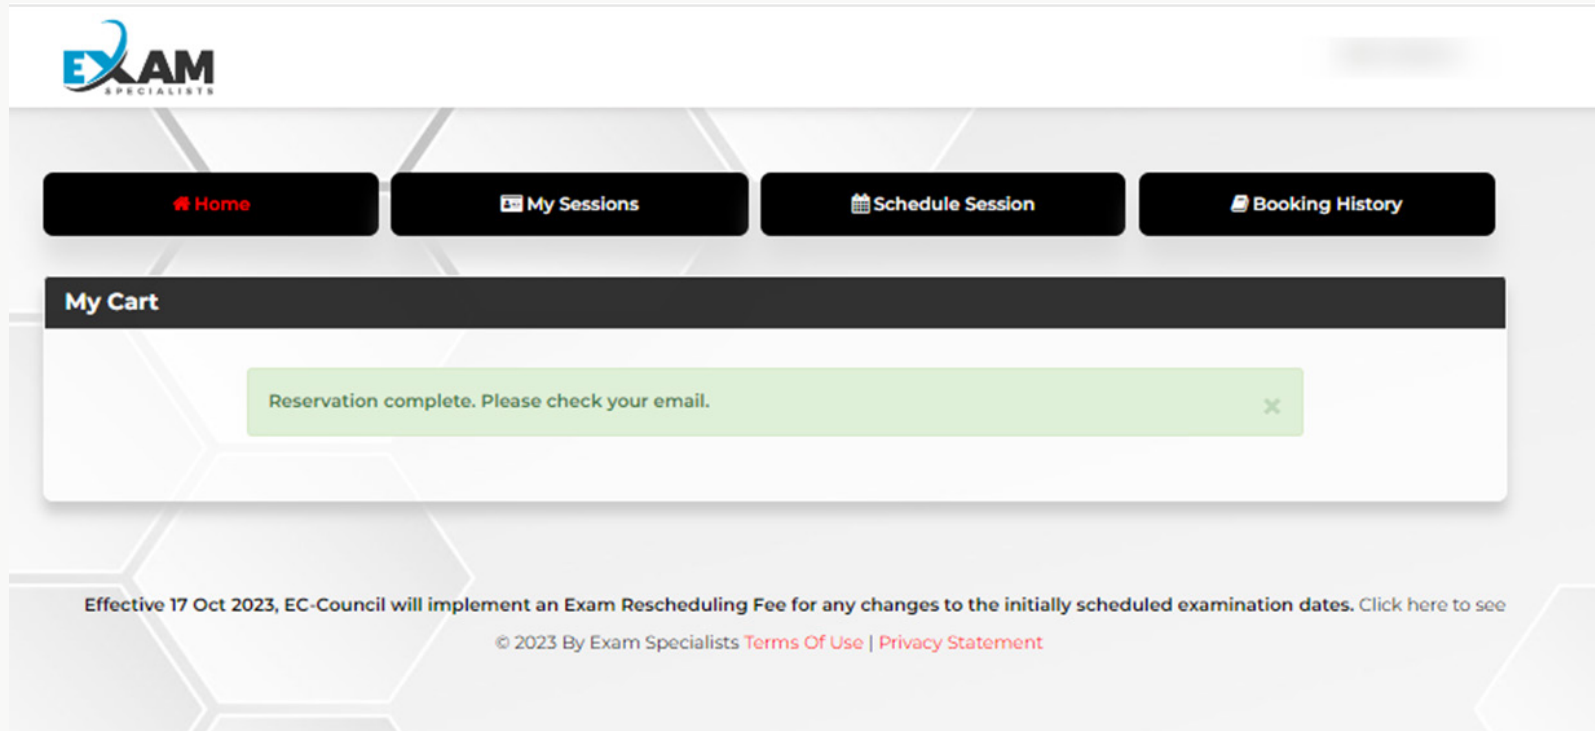 EXAM
SPECIALISTS
Home
My Sessions
Schedule Session
Booking History
My Cart
Reservation complete. Please check your email.
Effective 17 Oct 2023, EC-Council will implement an Exam Rescheduling Fee for any changes to the initially scheduled examination dates. Click here to see
© 2023 By Exam Specialists Terms Of Use | Privacy Statement